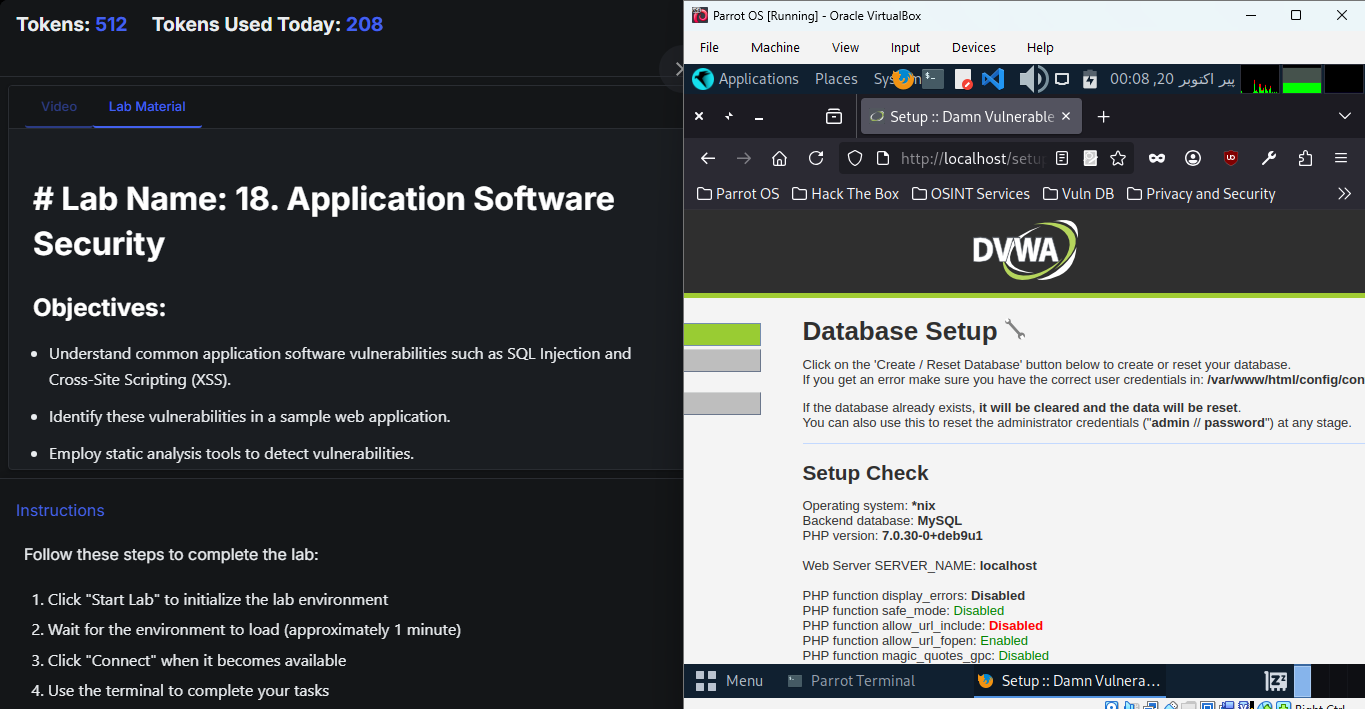 Tokens: 512 Tokens Used Today: 208
Video Lab Material
# Lab Name: 18. Application Software
Security
Objectives:
• Understand common application software vulnerabilities such as SQL Injection and
Cross-Site Scripting (XSS).
• Identify these vulnerabilities in a sample web application.
• Employ static analysis tools to detect vulnerabilities.
Instructions
Follow these steps to complete the lab:
1. Click "Start Lab" to initialize the lab environment
2. Wait for the environment to load (approximately 1 minute)
3. Click "Connect" when it becomes available
4. Use the terminal to complete your tasks
Parrot OS [Running] - Oracle VirtualBox
File Machine View Input Devices Help
Applications Places System پیر اکتوبر 20, 00:08
Setup :: Damn Vulnerable
http://localhost/setup
Parrot OS Hack The Box OSINT Services Vuln DB Privacy and Security
DVWA
Database Setup
Click on the 'Create / Reset Database' button below to create or reset your database.
If you get an error make sure you have the correct user credentials in: /var/www/html/config/con
If the database already exists, it will be cleared and the data will be reset.
You can also use this to reset the administrator credentials ("admin // password") at any stage.
Setup Check
Operating system: *nix
Backend database: MySQL
PHP version: 7.0.30-0+deb9u1
Web Server SERVER_NAME: localhost
PHP function display_errors: Disabled
PHP function safe_mode: Disabled
PHP function allow_url_include: Disabled
PHP function allow_url_fopen: Enabled
PHP function magic_quotes_gpc: Disabled
Menu Parrot Terminal Setup :: Damn Vulnera...
Right Ctrl